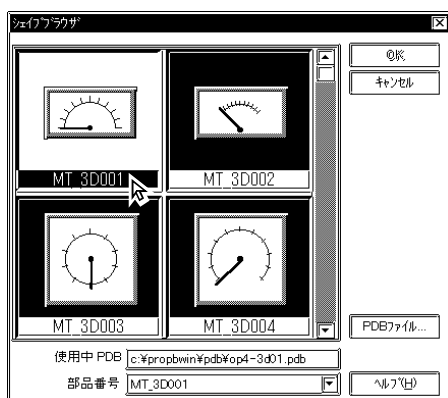 ｼｪｲﾌﾟﾌﾞﾗｳｻﾞ
OK
ｷｬﾝｾﾙ
MT_3D001
MT_3D002
MT_3D003
MT_3D004
PDBﾌｧｲﾙ...
使用中 PDB c:¥propbwin¥pdb¥op4-3d01.pdb
部品番号 MT_3D001
ﾍﾙﾌﾟ(H)